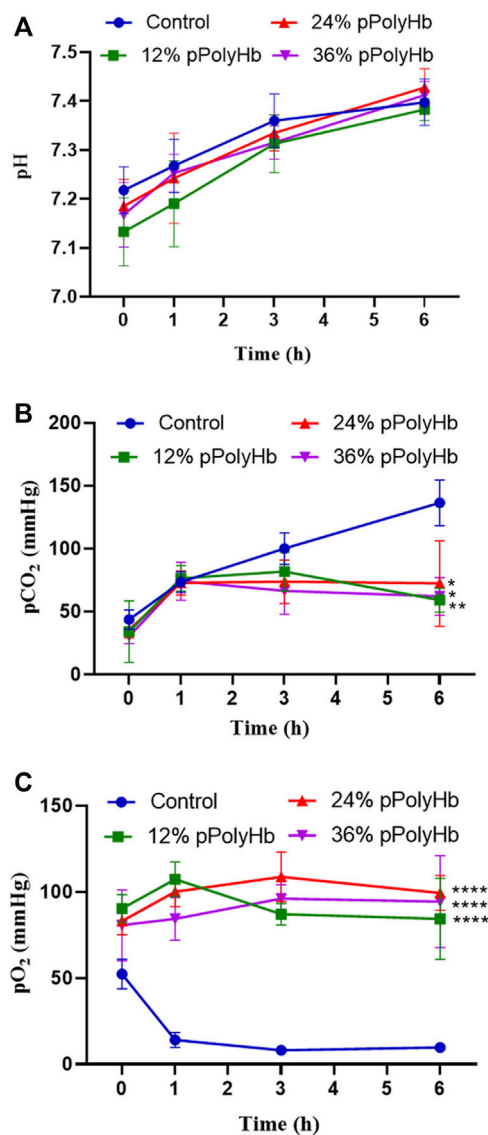 A
Control
24% pPolyHb
12% pPolyHb
36% pPolyHb
7.5
7.4
7.3
7.2
7.1
7.0
pH
0 1 2 3 4 5 6
Time (h)
B
Control
24% pPolyHb
12% pPolyHb
36% pPolyHb
200
150
100
50
0
pCO₂ (mmHg)
*
*
**
0 1 2 3 4 5 6
Time (h)
C
Control
24% pPolyHb
12% pPolyHb
36% pPolyHb
150
100
50
0
pO₂ (mmHg)
****
****
****
0 1 2 3 4 5 6
Time (h)